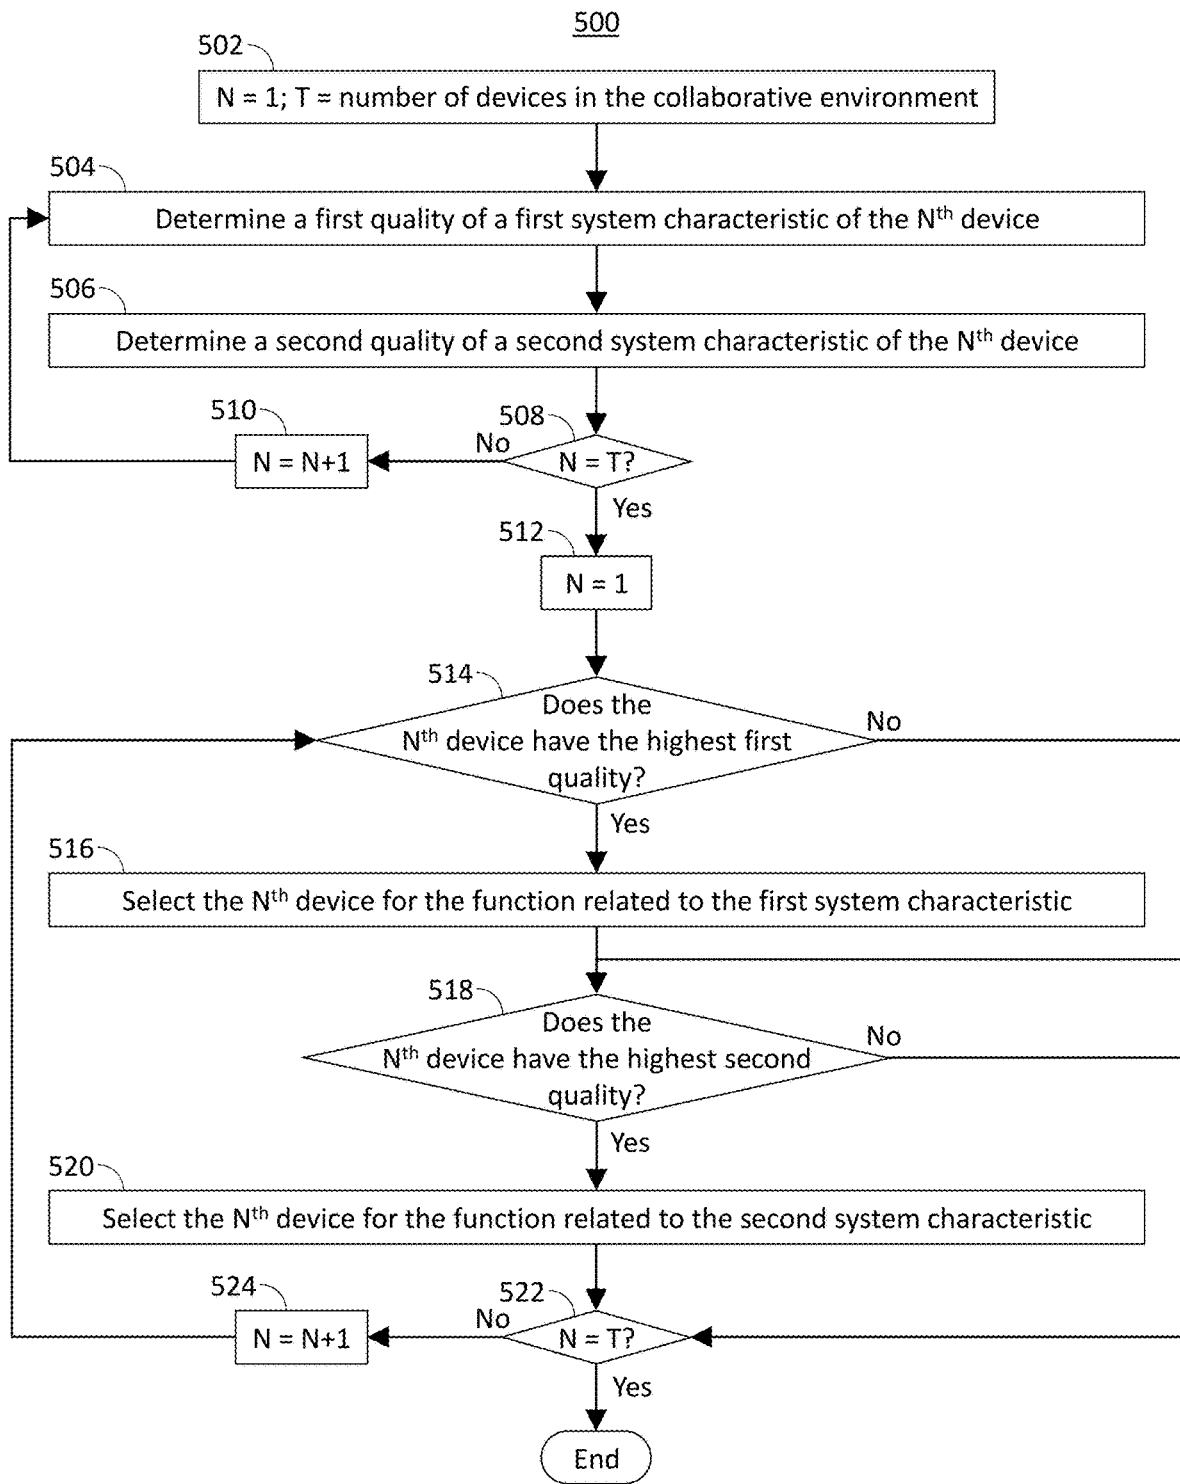 500
502
N = 1; T = number of devices in the collaborative environment
504
Determine a first quality of a first system characteristic of the Nth device
506
Determine a second quality of a second system characteristic of the Nth device
510
508
No
N = N+1
N = T?
Yes
512
N = 1
514
Does the
No
Nth device have the highest first
quality?
Yes
516
Select the Nth device for the function related to the first system characteristic
518
Does the
No
Nth device have the highest second
quality?
Yes
520
Select the Nth device for the function related to the second system characteristic
524
522
No
N = N+1
N = T?
Yes
End